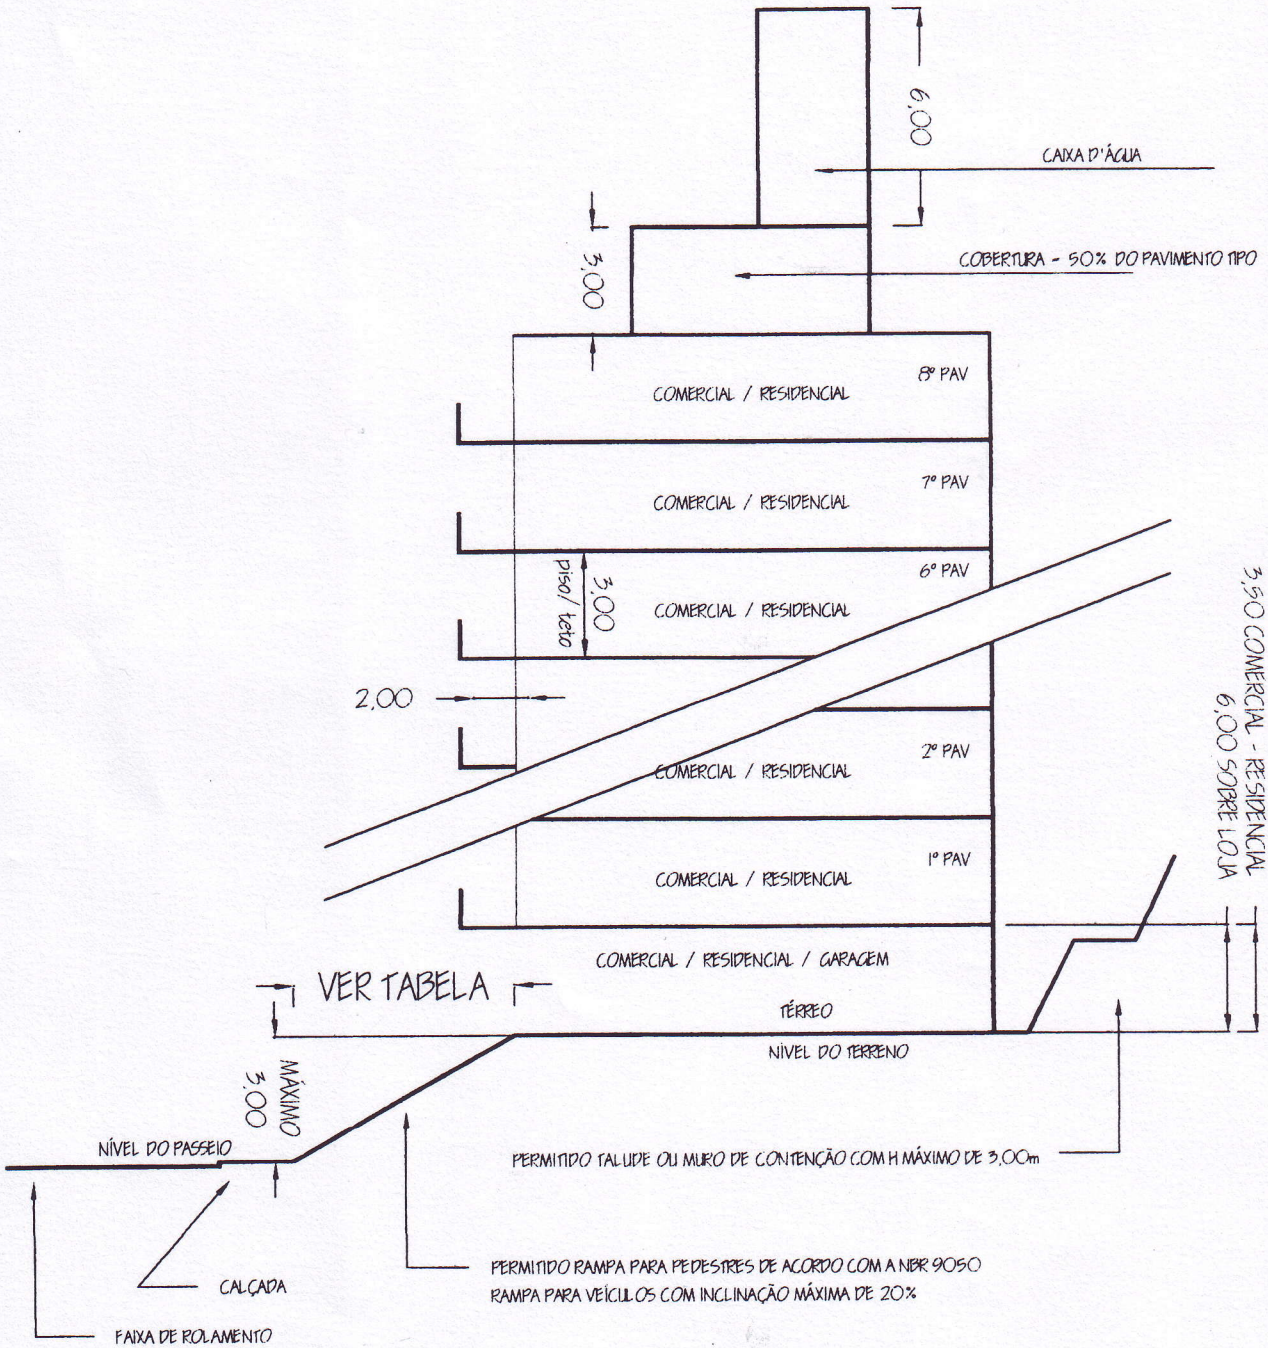 6,00
CAIXA D'ÁGUA
3,00
COBERTURA - 50% DO PAVIMENTO TIPO
8º PAV
COMERCIAL / RESIDENCIAL
7º PAV
COMERCIAL / RESIDENCIAL
6º PAV
3,00
piso/ teto
COMERCIAL / RESIDENCIAL
2,00
3,50 COMERCIAL - RESIDENCIAL
6,00 SOBRE LOJA
2º PAV
COMERCIAL / RESIDENCIAL
1º PAV
COMERCIAL / RESIDENCIAL
COMERCIAL / RESIDENCIAL / GARAGEM
VER TABELA
TÉRREO
NÍVEL DO TERRENO
MÁXIMO
3,00
NÍVEL DO PASSEIO
PERMITIDO TALUDE OU MURO DE CONTENÇÃO COM H MÁXIMO DE 3,00m
PERMITIDO RAMPA PARA PEDESTRES DE ACORDO COM A NBR 9050
RAMPA PARA VEÍCULOS COM INCLINAÇÃO MÁXIMA DE 20%
CALÇADA
FAIXA DE ROLAMENTO